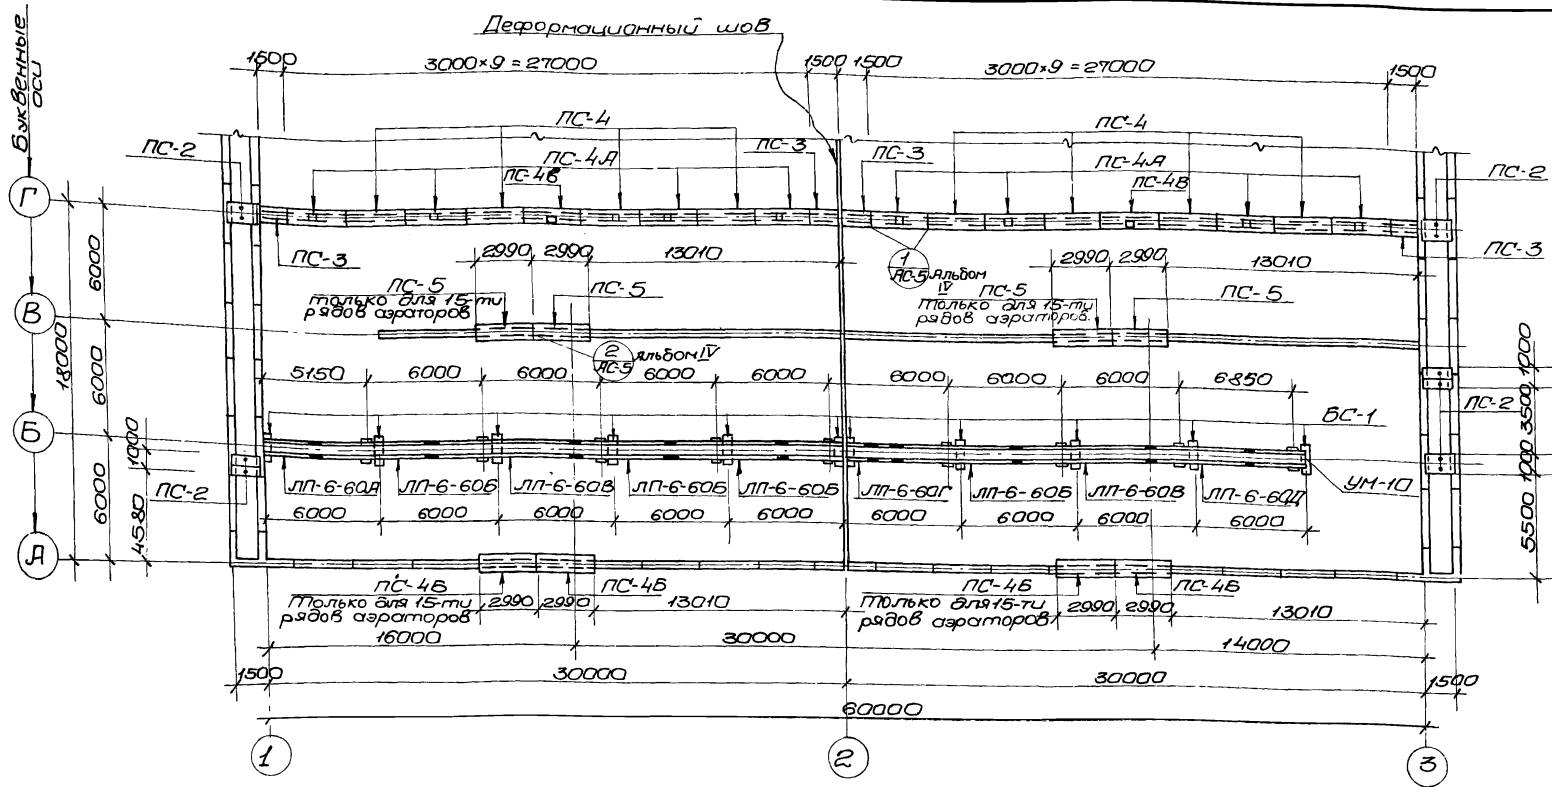 Деформационный шов
Буквенные
оси
1500
3000×9=27000
1500
1500
3000×9=27000
1500
ПС-4
ПС-4
ПС-2
ПС-3
ПС-3
ПС-4А
ПС-4А
ПС-4В
ПС-4В
ПС-2
Г
ПС-3
2990
2990
13010
1
АС-5
Альбом
IV
2990
2990
13010
ПС-3
6000
ПС-5
только для 15-ти
рядов аэраторов
ПС-5
ПС-5
Только для 15-ти
рядов аэраторов.
ПС-5
В
2
АС-5
Альбом IV
18000
6000
5150
6000
6000
6000
6000
6000
6000
6000
6850
1000
3500
ПС-2
Б
БС-1
1000
1000
ПС-2
ЛП-6-60А
ЛП-6-60Б
ЛП-6-60В
ЛП-6-60Б
ЛП-6-60Б
ЛП-6-60Г
ЛП-6-60Б
ЛП-6-60В
ЛП-6-60Д
УМ-10
6000
4580
6000
6000
6000
6000
6000
6000
6000
6000
6000
5500
А
ПС-4Б
Только для 15-ти
рядов аэраторов
2990
2990
ПС-4Б
13010
ПС-4Б
Только для 15-ти
рядов аэраторов
2990
2990
ПС-4Б
13010
16000
30000
14000
1500
30000
30000
1500
60000
1
2
3